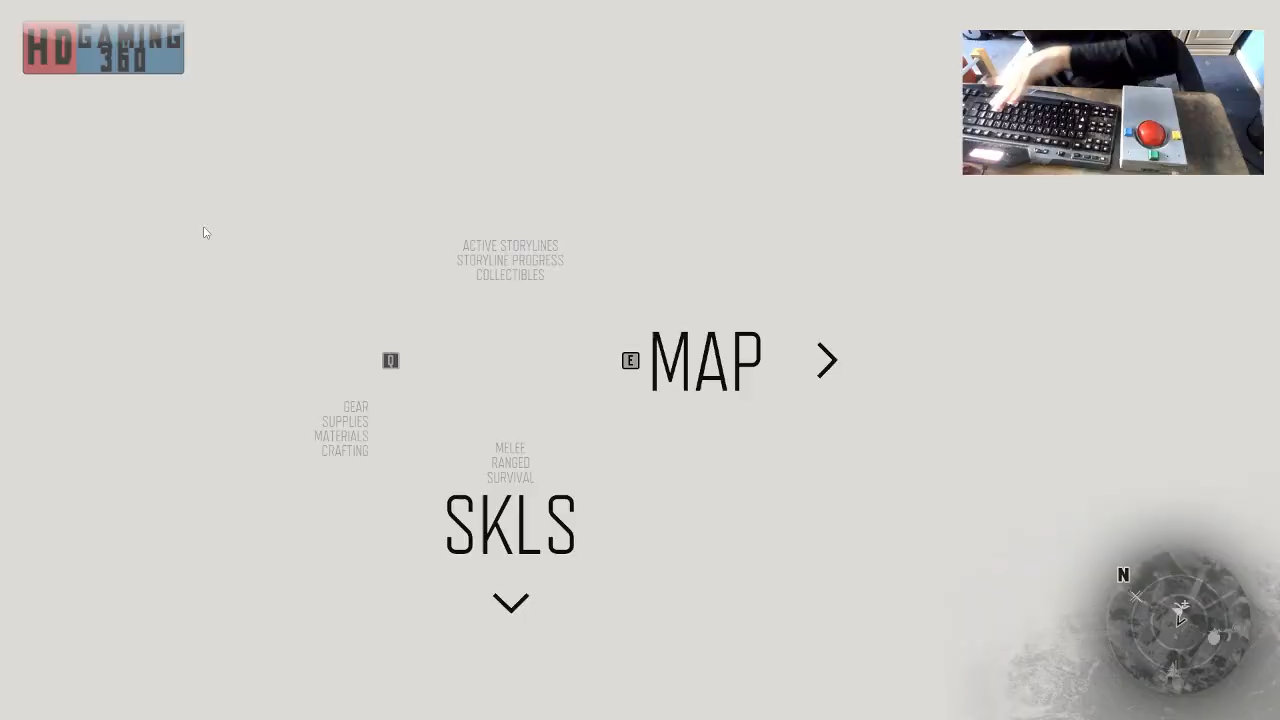 HD GAMING
360
ACTIVE STORYLINES
STORYLINE PROGRESS
COLLECTIBLES
Q
E MAP
GEAR
SUPPLIES
MATERIALS
CRAFTING
MELEE
RANGED
SURVIVAL
SKLS
N